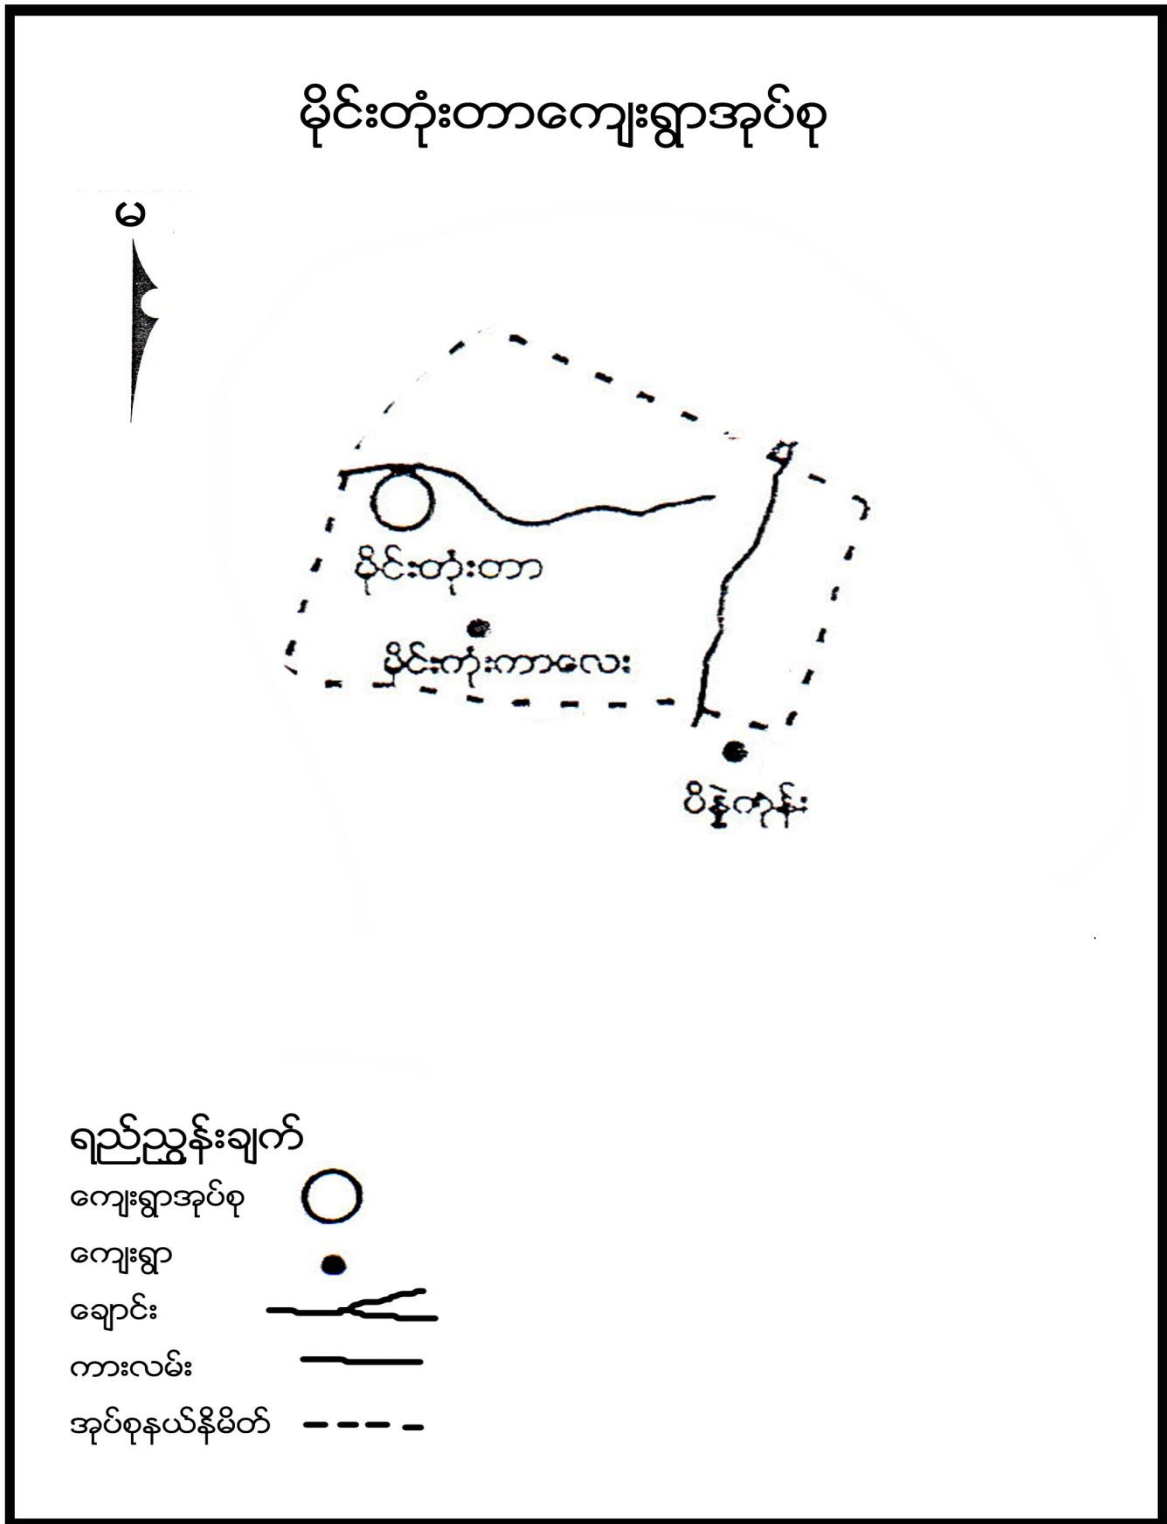 မိုင်းတုံးတာကျေးရွာအုပ်စု
မ
မိုင်းတုံးတာ
မိုင်းကုံးကာလေး
ပိန္နဲကုန်း
ရည်ညွှန်းချက်
ကျေးရွာအုပ်စု
ကျေးရွာ
ချောင်း
ကားလမ်း
အုပ်စုနယ်နိမိတ်